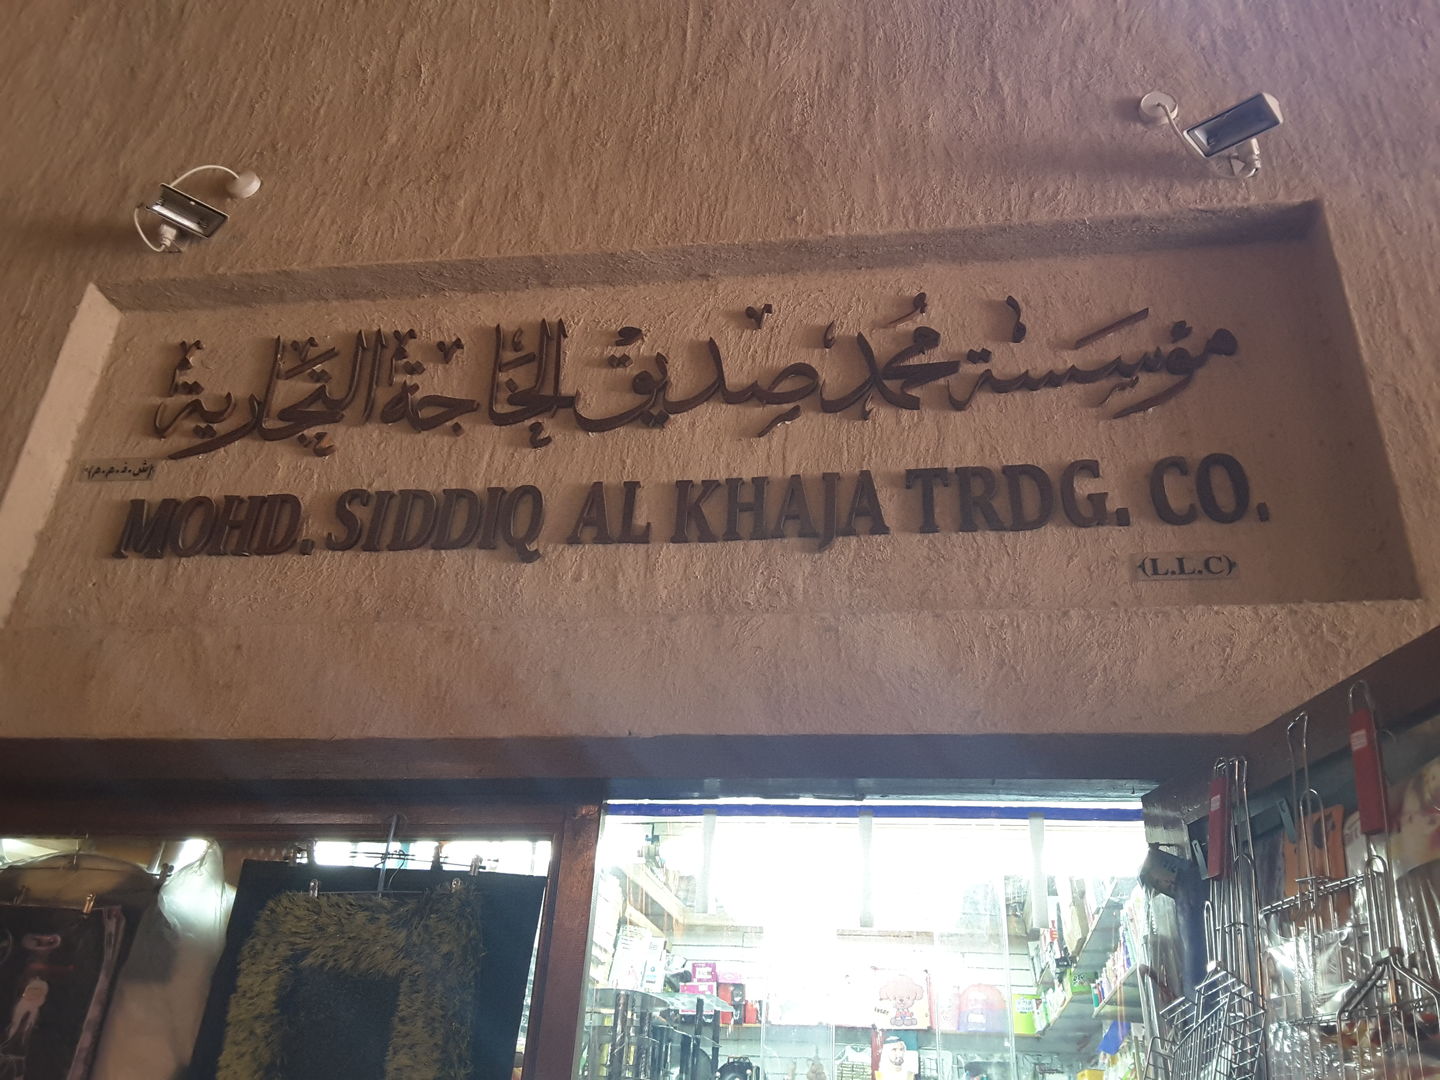 مؤسسة محمد صديق الخاجة التجارية
(ش.ذ.م.م)
MOHD. SIDDIQ AL KHAJA TRDG. CO.
(L.L.C)